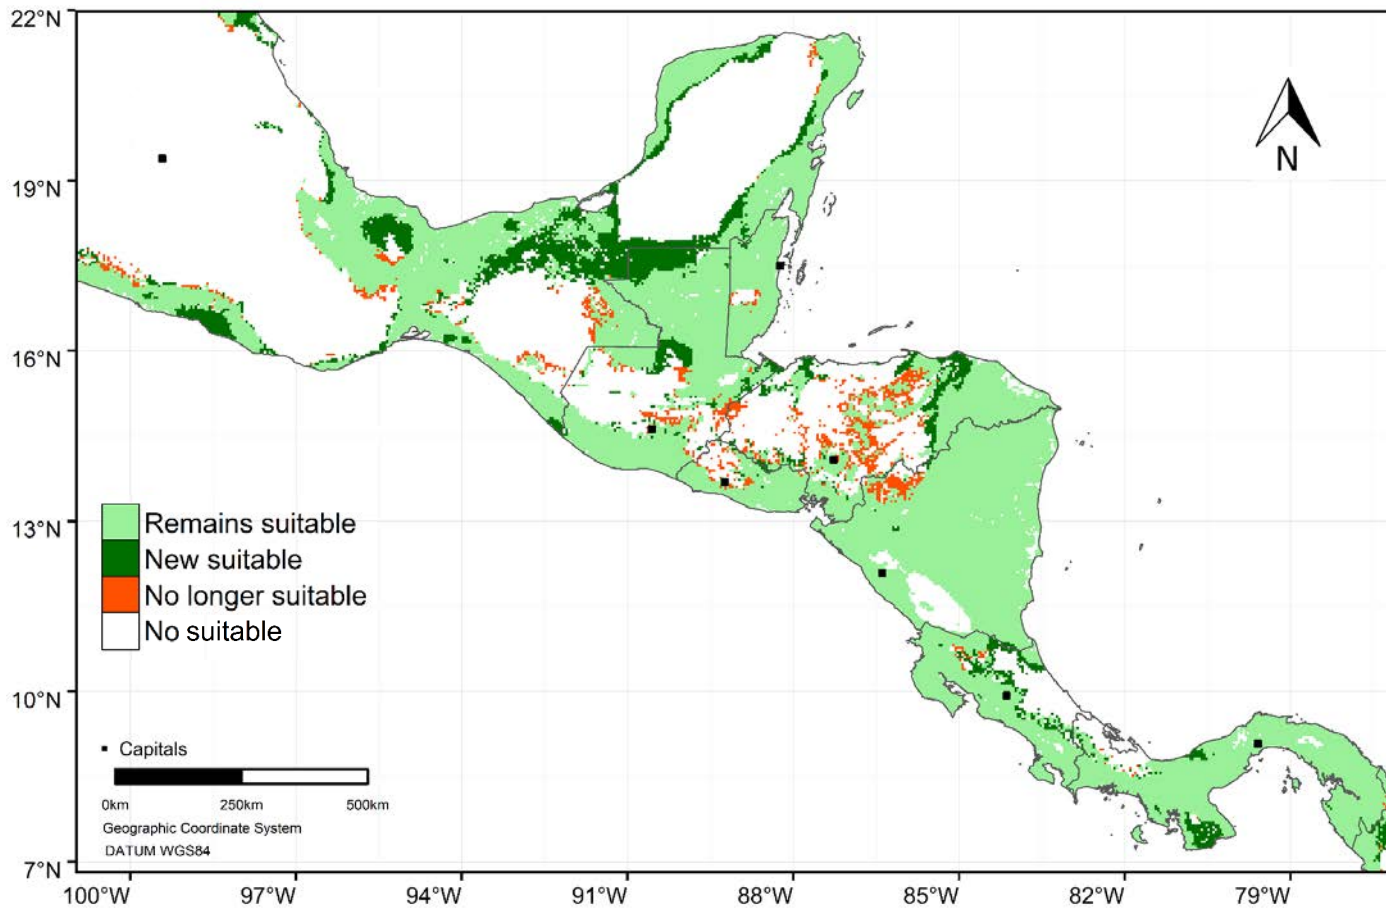 22°N
19°N
N
16°N
13°N
10°N
7°N
Remains suitable
New suitable
No longer suitable
No suitable
Capitals
0km 250km 500km
Geographic Coordinate System
DATUM WGS84
100°W 97°W 94°W 91°W 88°W 85°W 82°W 79°W